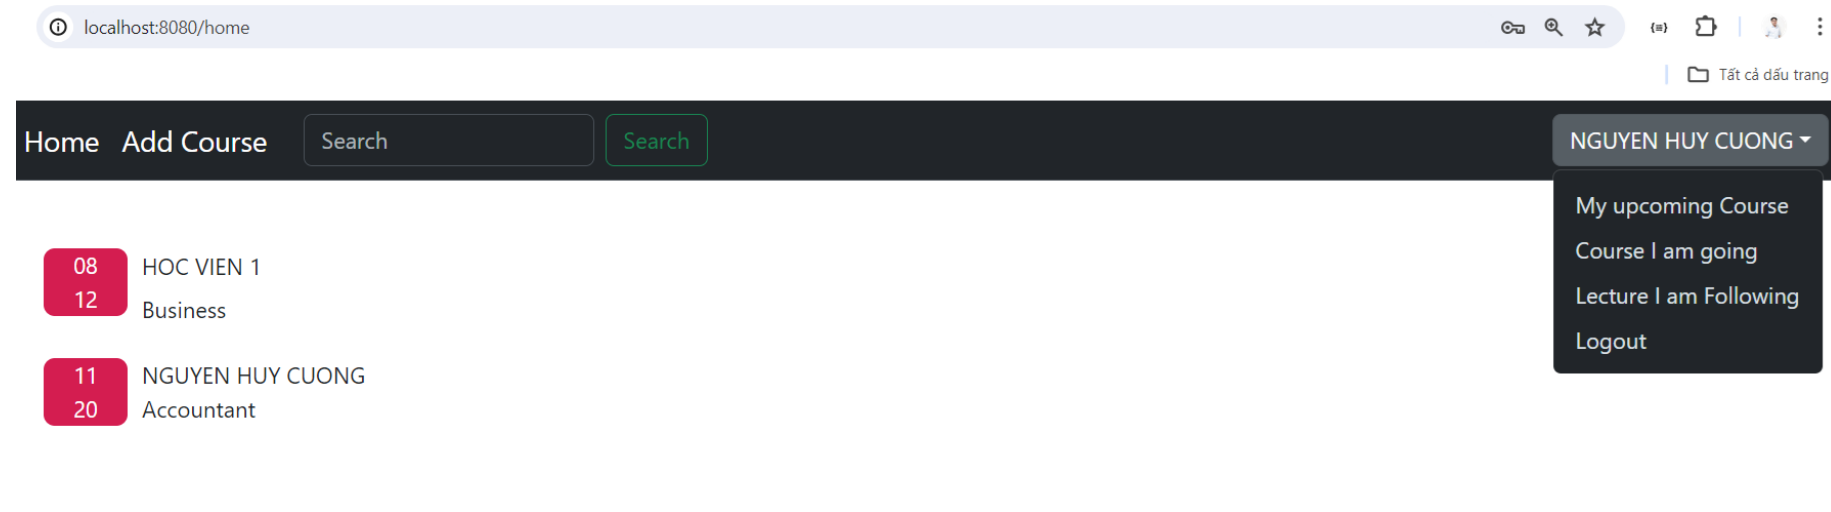 localhost:8080/home
Tất cả dấu trang
Home Add Course Search Search NGUYEN HUY CUONG
My upcoming Course
Course I am going
Lecture I am Following
Logout
08 HOC VIEN 1
12 Business
11 NGUYEN HUY CUONG
20 Accountant